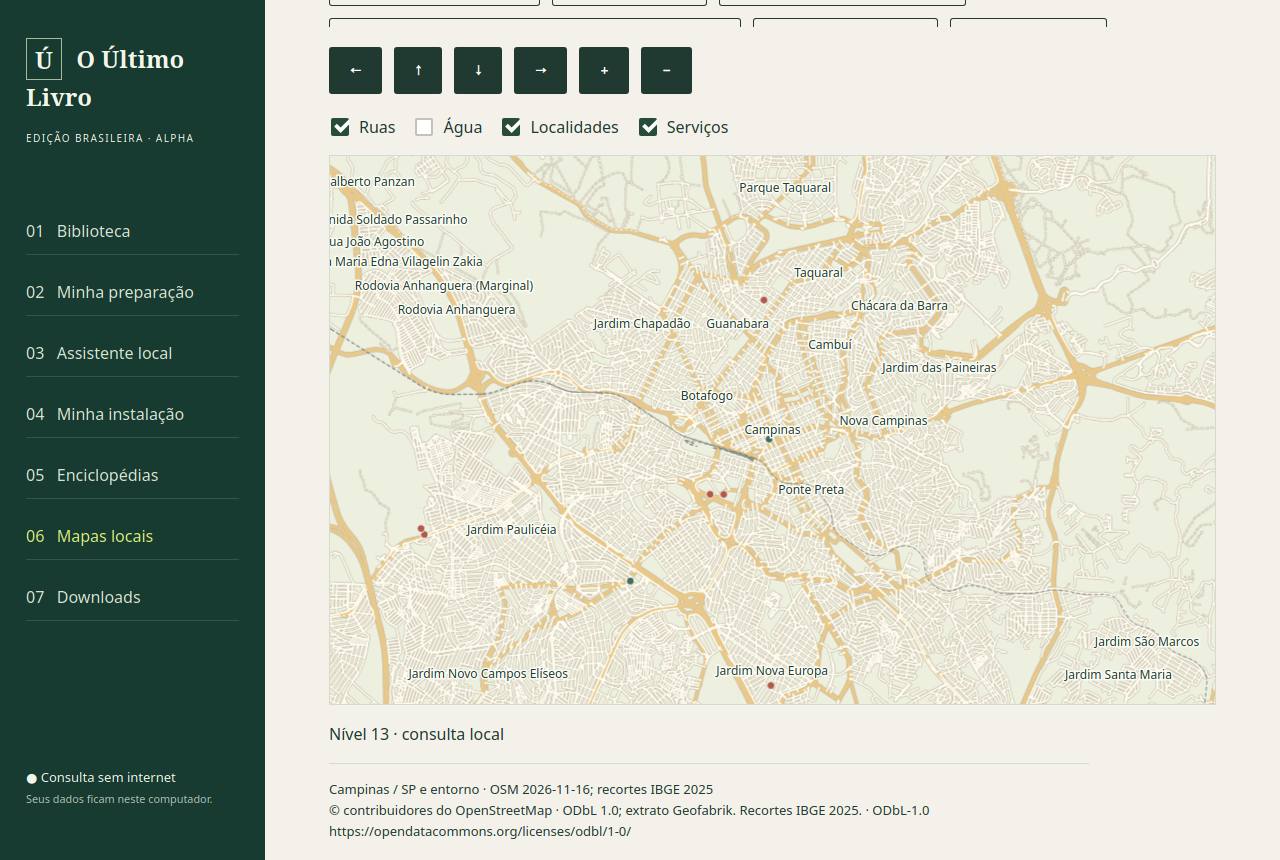 Ú O Último
Livro
EDIÇÃO BRASILEIRA · ALPHA
01 Biblioteca
02 Minha preparação
03 Assistente local
04 Minha instalação
05 Enciclopédias
06 Mapas locais
07 Downloads
● Consulta sem internet
Seus dados ficam neste computador.
← ↑ ↓ → + −
Ruas Água Localidades Serviços
alberto Panzan
Parque Taquaral
nida Soldado Passarinho
ua João Agostino
Maria Edna Vilagelin Zakia
Taquaral
Rodovia Anhanguera (Marginal)
Chácara da Barra
Rodovia Anhanguera
Jardim Chapadão
Guanabara
Cambuí
Jardim das Paineiras
Botafogo
Nova Campinas
Campinas
Ponte Preta
Jardim Paulicéia
Jardim São Marcos
Jardim Nova Europa
Jardim Novo Campos Elíseos
Jardim Santa Maria
Nível 13 · consulta local
Campinas / SP e entorno · OSM 2026-11-16; recortes IBGE 2025
© contribuidores do OpenStreetMap · ODbL 1.0; extrato Geofabrik. Recortes IBGE 2025. · ODbL-1.0
https://opendatacommons.org/licenses/odbl/1-0/